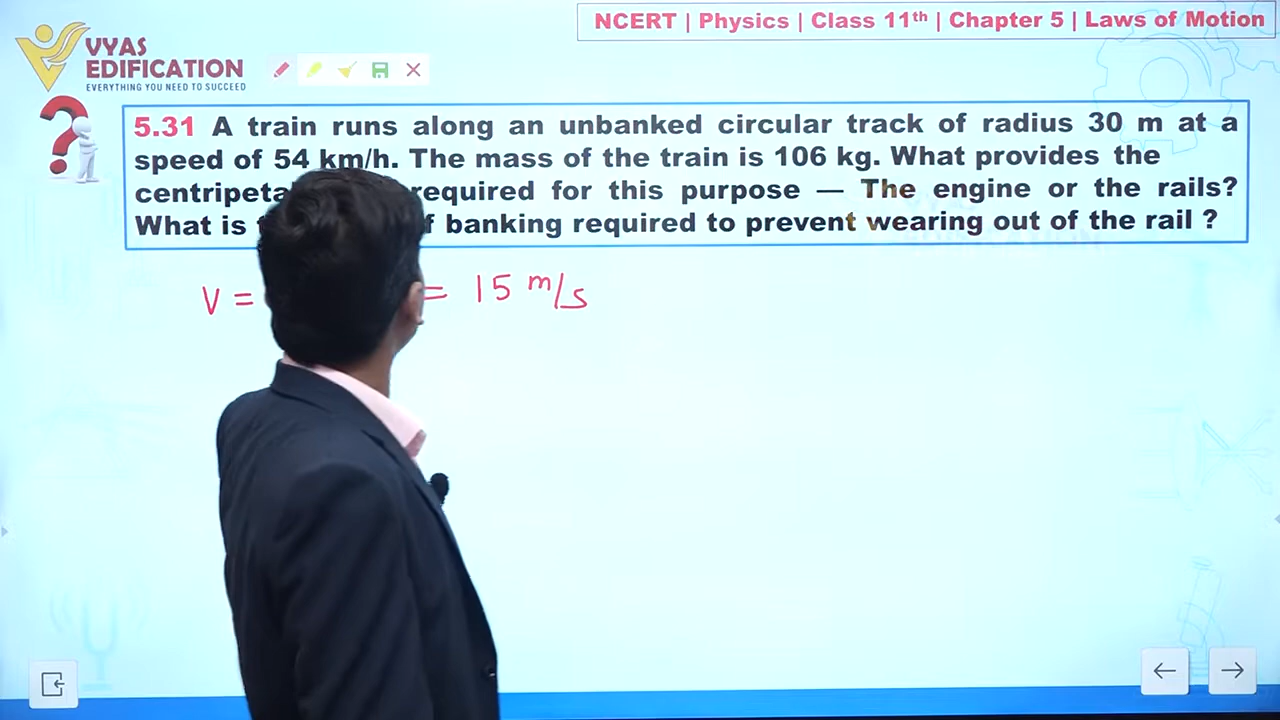 NCERT | Physics | Class 11th | Chapter 5 | Laws of Motion
VYAS
EDIFICATION
EVERYTHING YOU NEED TO SUCCEED
5.31 A train runs along an unbanked circular track of radius 30 m at a
speed of 54 km/h. The mass of the train is 106 kg. What provides the
required for this purpose — The engine or the rails?
What is banking required to prevent wearing out of the rail ?
V = = 15 m/s